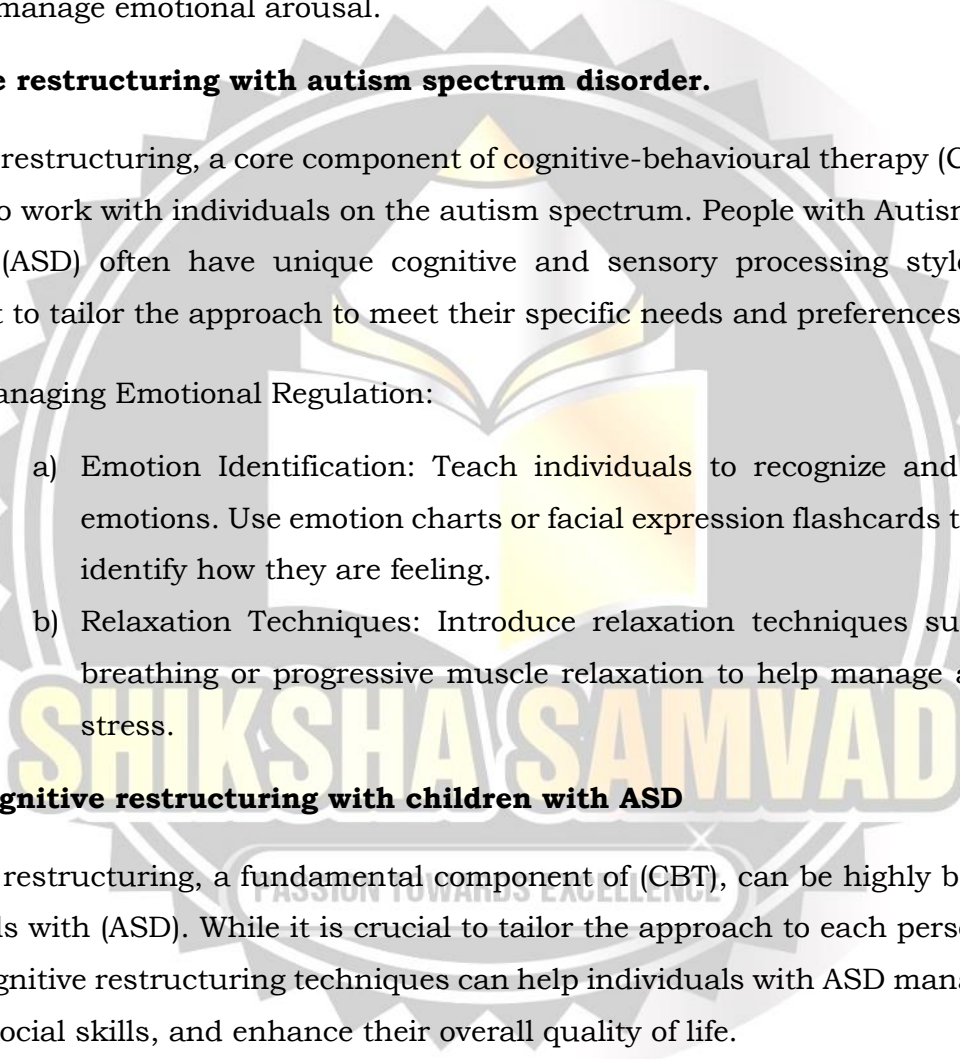 manage emotional arousal.
e restructuring with autism spectrum disorder.
restructuring, a core component of cognitive-behavioural therapy (C
o work with individuals on the autism spectrum. People with Autism
(ASD) often have unique cognitive and sensory processing style
t to tailor the approach to meet their specific needs and preferences
anaging Emotional Regulation:
a) Emotion Identification: Teach individuals to recognize and
emotions. Use emotion charts or facial expression flashcards t
identify how they are feeling.
b) Relaxation Techniques: Introduce relaxation techniques su
breathing or progressive muscle relaxation to help manage a
stress.
SHIKSHA SAMVAD
gnitive restructuring with children with ASD
restructuring, a fundamental component of (CBT), can be highly b
PASSION TOWARDS EXCELLENCE
ls with (ASD). While it is crucial to tailor the approach to each pers
gnitive restructuring techniques can help individuals with ASD mana
ocial skills, and enhance their overall quality of life.